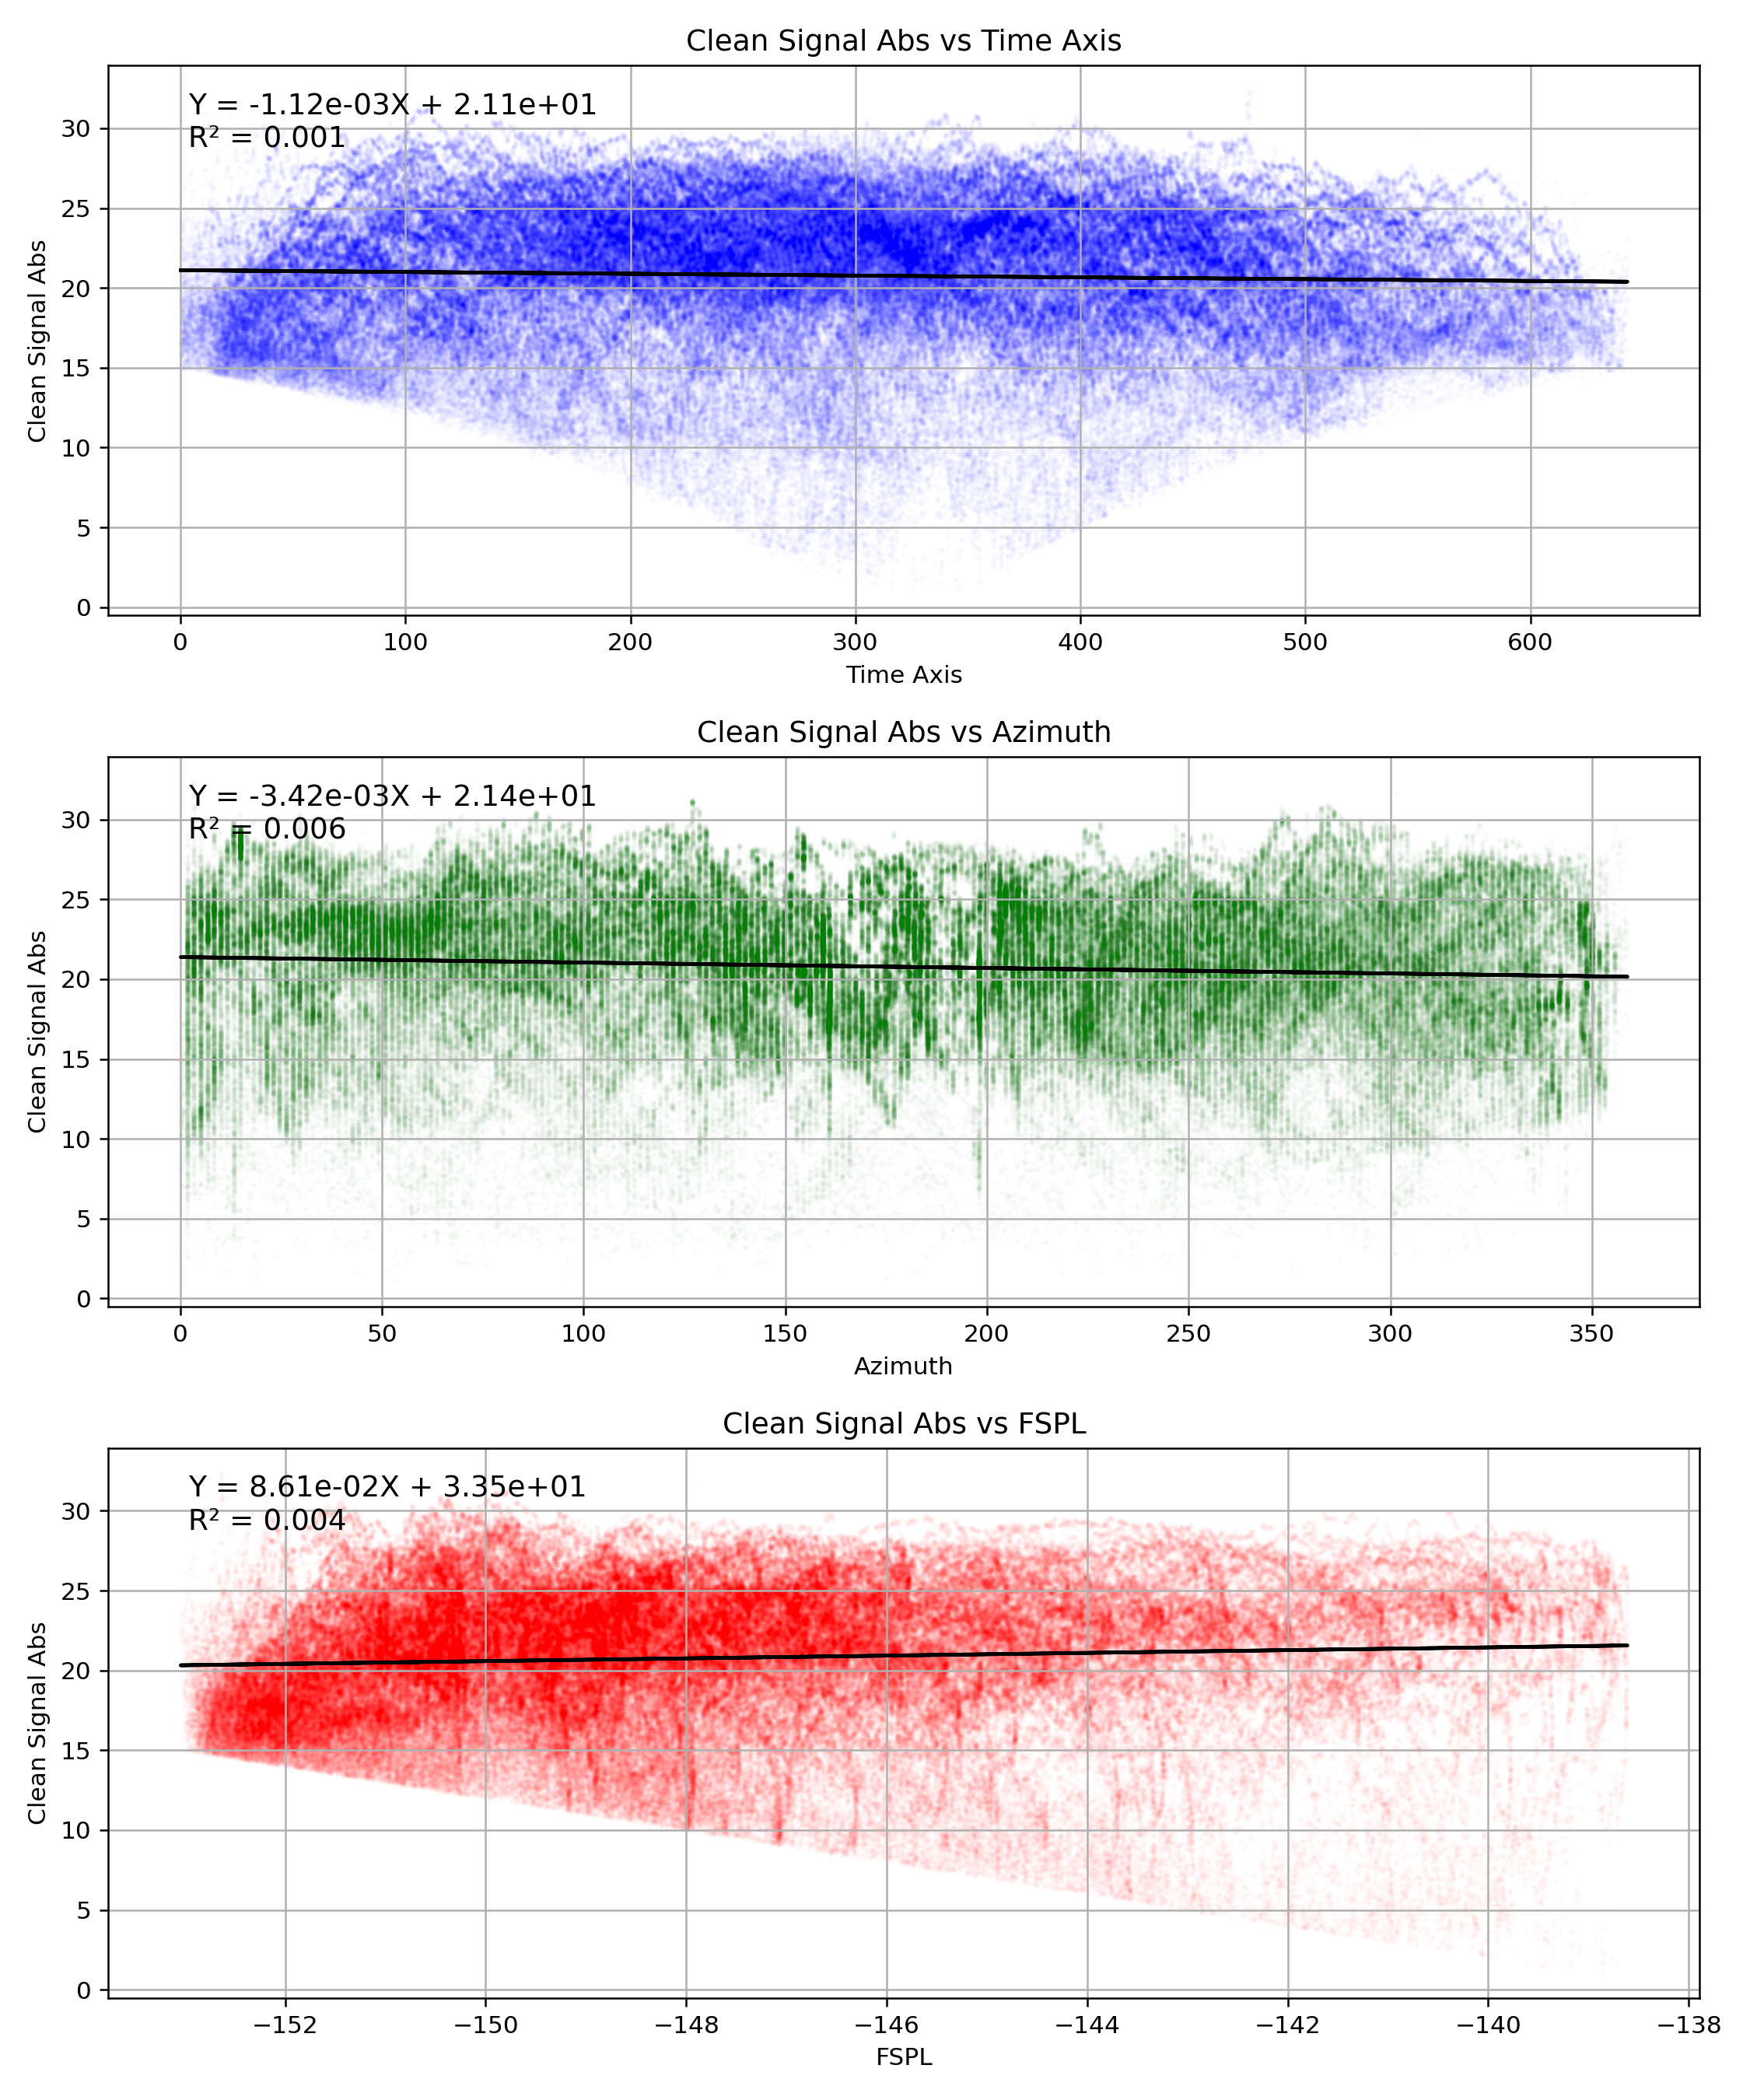 Clean Signal Abs vs Time Axis
Y = -1.12e-03X + 2.11e+01
R² = 0.001
30
25
20
15
10
5
0
Clean Signal Abs
0 100 200 300 400 500 600
Time Axis
Clean Signal Abs vs Azimuth
Y = -3.42e-03X + 2.14e+01
R² = 0.006
30
25
20
15
10
5
0
Clean Signal Abs
0 50 100 150 200 250 300 350
Azimuth
Clean Signal Abs vs FSPL
Y = 8.61e-02X + 3.35e+01
R² = 0.004
30
25
20
15
10
5
0
Clean Signal Abs
−152 −150 −148 −146 −144 −142 −140 −138
FSPL